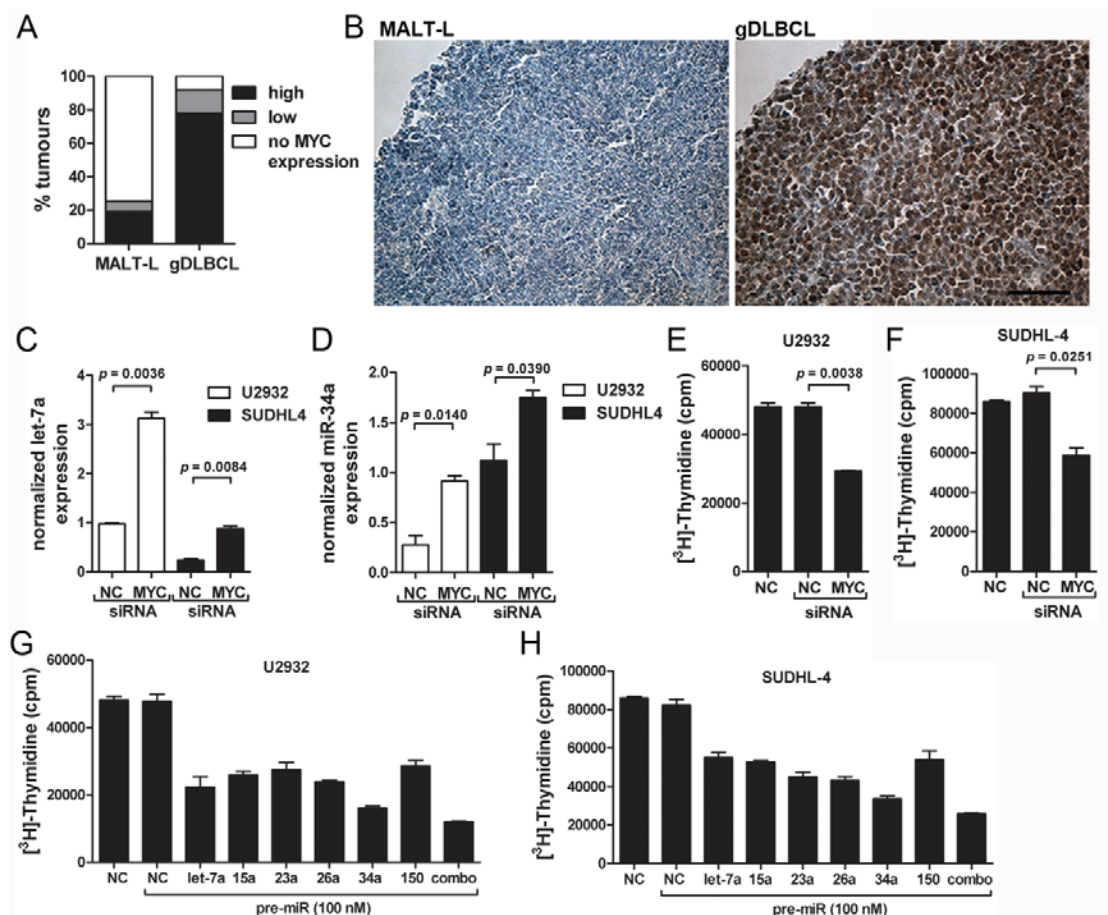 A
% tumours
100
80
60
40
20
0
MALT-L gDLBCL
high
low
no MYC
expression
B
MALT-L
gDLBCL
C
normalized let-7a
expression
4
3
2
1
0
p = 0.0036
p = 0.0084
U2932
SUDHL4
NC MYC NC MYC
siRNA siRNA
D
normalized miR-34a
expression
2.0
1.5
1.0
0.5
0.0
p = 0.0140
p = 0.0390
U2932
SUDHL4
NC MYC NC MYC
siRNA siRNA
E
U2932
[³H]-Thymidine (cpm)
60000
40000
20000
0
p = 0.0038
NC NC MYC
siRNA
F
SUDHL-4
[³H]-Thymidine (cpm)
100000
80000
60000
40000
20000
0
p = 0.0251
NC NC MYC
siRNA
G
U2932
[³H]-Thymidine (cpm)
60000
40000
20000
0
NC NC let-7a 15a 23a 26a 34a 150 combo
pre-miR (100 nM)
H
SUDHL-4
[³H]-Thymidine (cpm)
100000
80000
60000
40000
20000
0
NC NC let-7a 15a 23a 26a 34a 150 combo
pre-miR (100 nM)